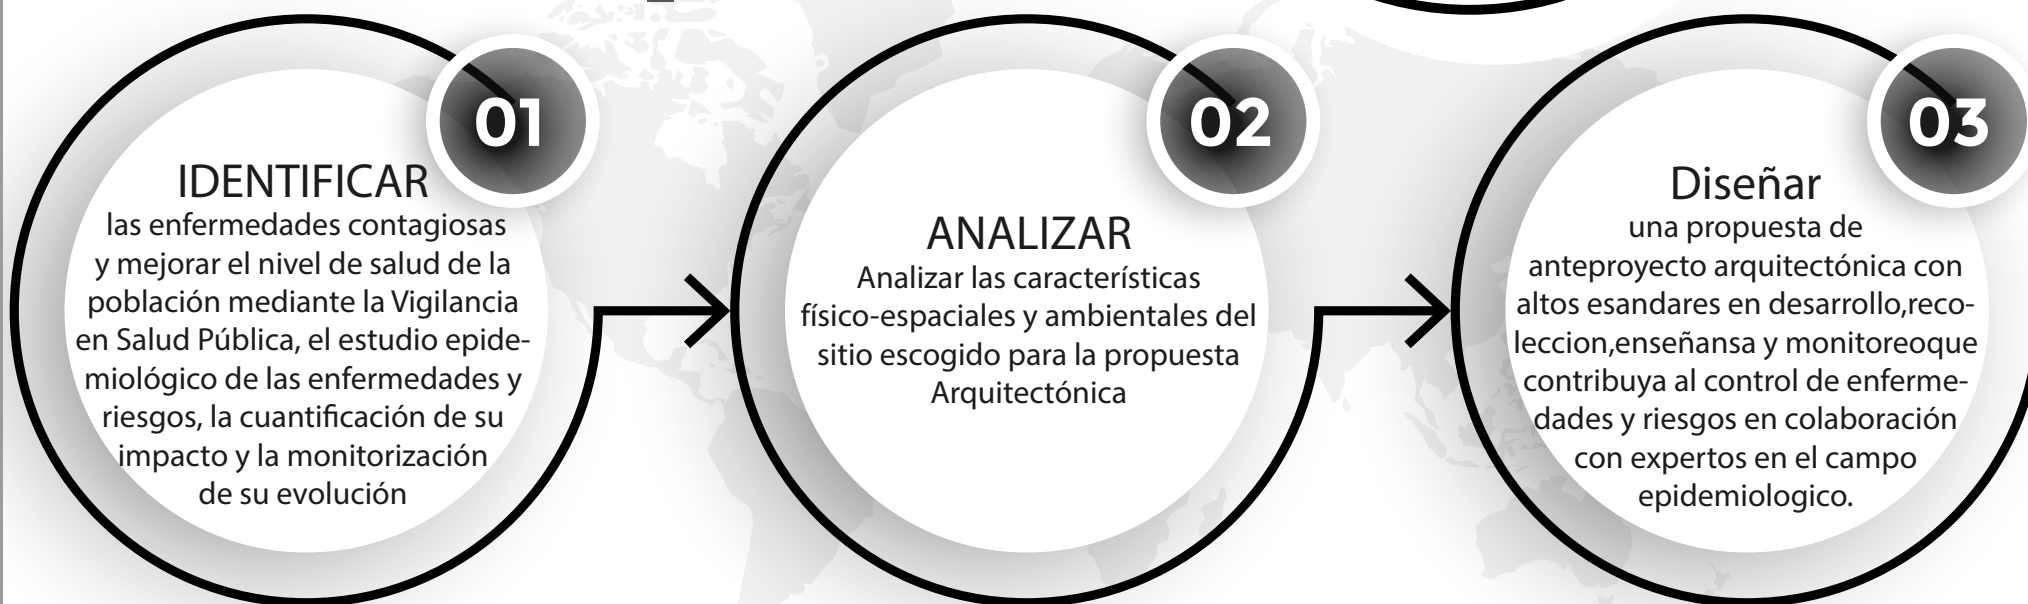 01
IDENTIFICAR
las enfermedades contagiosas
y mejorar el nivel de salud de la
población mediante la Vigilancia
en Salud Pública, el estudio epide-
miológico de las enfermedades y
riesgos, la cuantificación de su
impacto y la monitorización
de su evolución
02
ANALIZAR
Analizar las características
físico-espaciales y ambientales del
sitio escogido para la propuesta
Arquitectónica
03
Diseñar
una propuesta de
anteproyecto arquitectónica con
altos esandares en desarrollo,reco-
leccion,enseñansa y monitoreoque
contribuya al control de enferme-
dades y riesgos en colaboración
con expertos en el campo
epidemiologico.